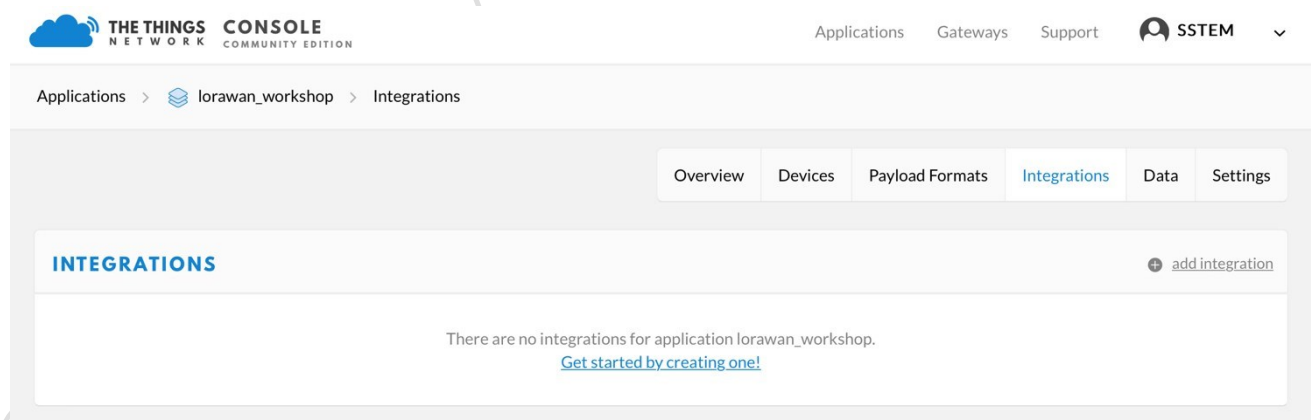 THE THINGS NETWORK CONSOLE COMMUNITY EDITION
Applications Gateways Support SSTEM
Applications > lorawan_workshop > Integrations
Overview Devices Payload Formats Integrations Data Settings
INTEGRATIONS add integration
There are no integrations for application lorawan_workshop.
Get started by creating one!